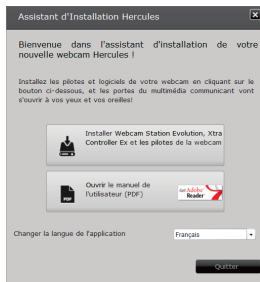 Assistant d'Installation Hercules
Bienvenue dans l'assistant d'installation de votre
nouvelle webcam Hercules !
Installez les pilotes et logiciels de votre webcam en cliquant sur le
bouton ci-dessous, et les portes du multimédia communicant vont
s'ouvrir à vos yeux et vos oreilles!
Installer Webcam Station Evolution, Xtra
Controller Ex et les pilotes de la webcam
Ouvrir le manuel de
l'utilisateur (PDF)
PDF
Get Adobe
Reader
Changer la langue de l'application
Français
Quitter